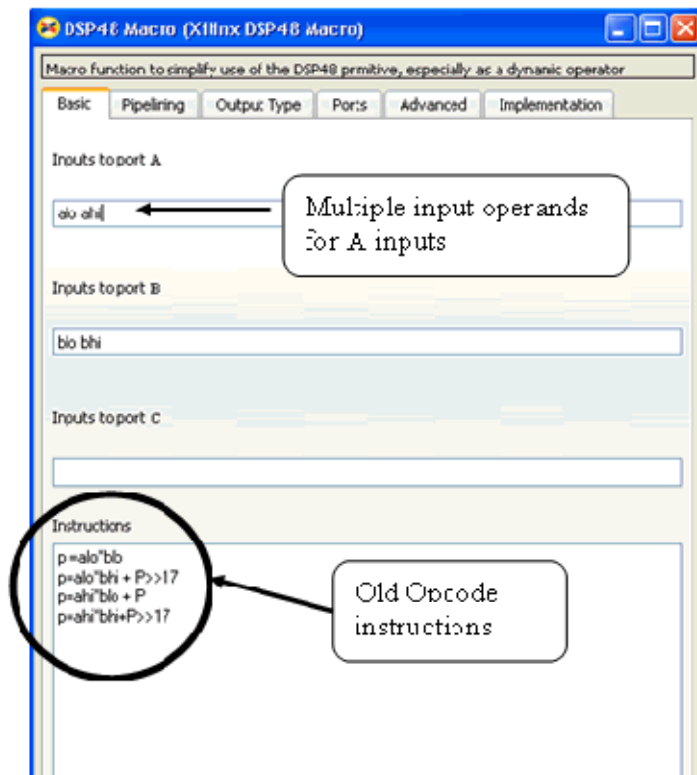 DSP48 Macro (Xilinx DSP48 Macro)
Macro function to simplify use of the DSP48 primitive, especially as a dynamic operator
Basic Pipelining Output Type Ports Advanced Implementation
Inputs to port A
alo ahi
Multiple input operands
for A inputs
Inputs to port B
blo bhi
Inputs to port C
Instructions
p=alo*blo
p=alo*bhi + P>>17
p=ahi*blo + P
p=ahi*bhi+P>>17
Old Opcode
instructions